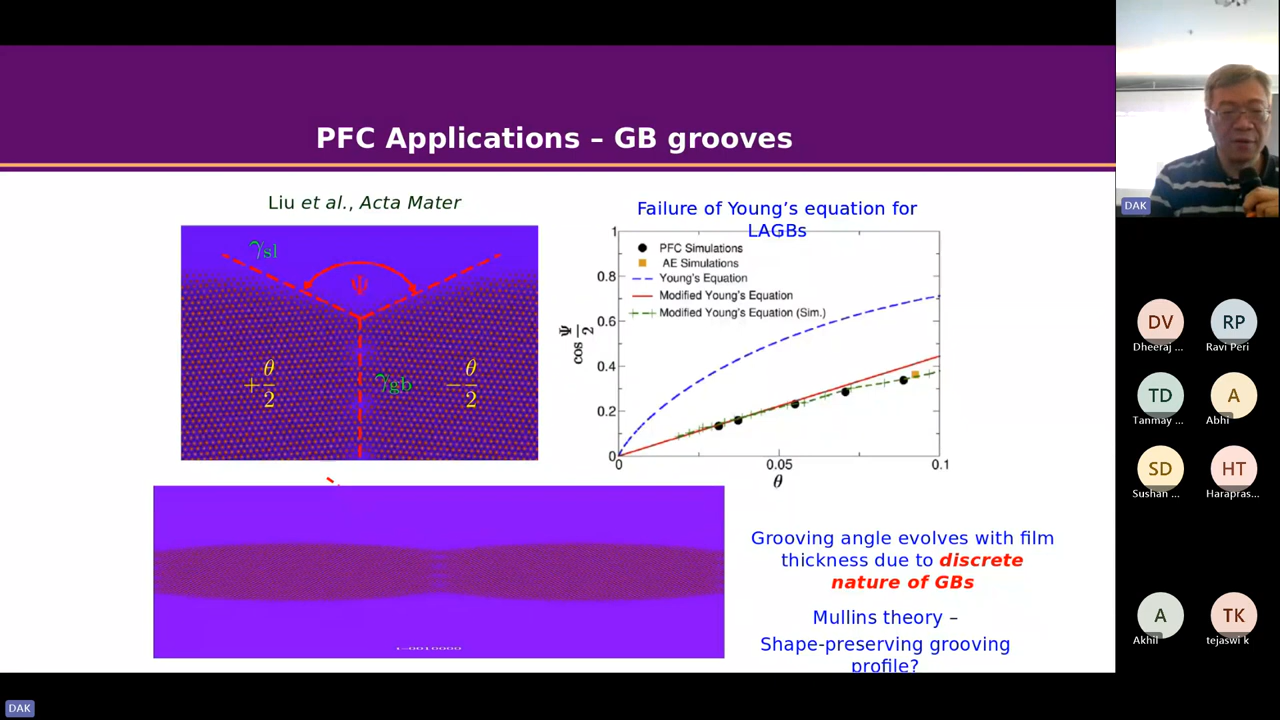 PFC Applications – GB grooves
Liu et al., Acta Mater
γsl
Ψ
γgb
+θ/2
−θ/2
Failure of Young's equation for
LAGBs
PFC Simulations
AE Simulations
Young's Equation
Modified Young's Equation
Modified Young's Equation (Sim.)
1
0.8
0.6
0.4
0.2
0
cos Ψ/2
0
0.05
0.1
θ
Grooving angle evolves with film
thickness due to discrete
nature of GBs
Mullins theory –
Shape-preserving grooving
profile?
DAK
DV
Dheeraj ...
RP
Ravi Peri
TD
Tanmay ...
A
Abhi
SD
Sushan ...
HT
Harapras...
A
Akhil
TK
tejaswi k
DAK